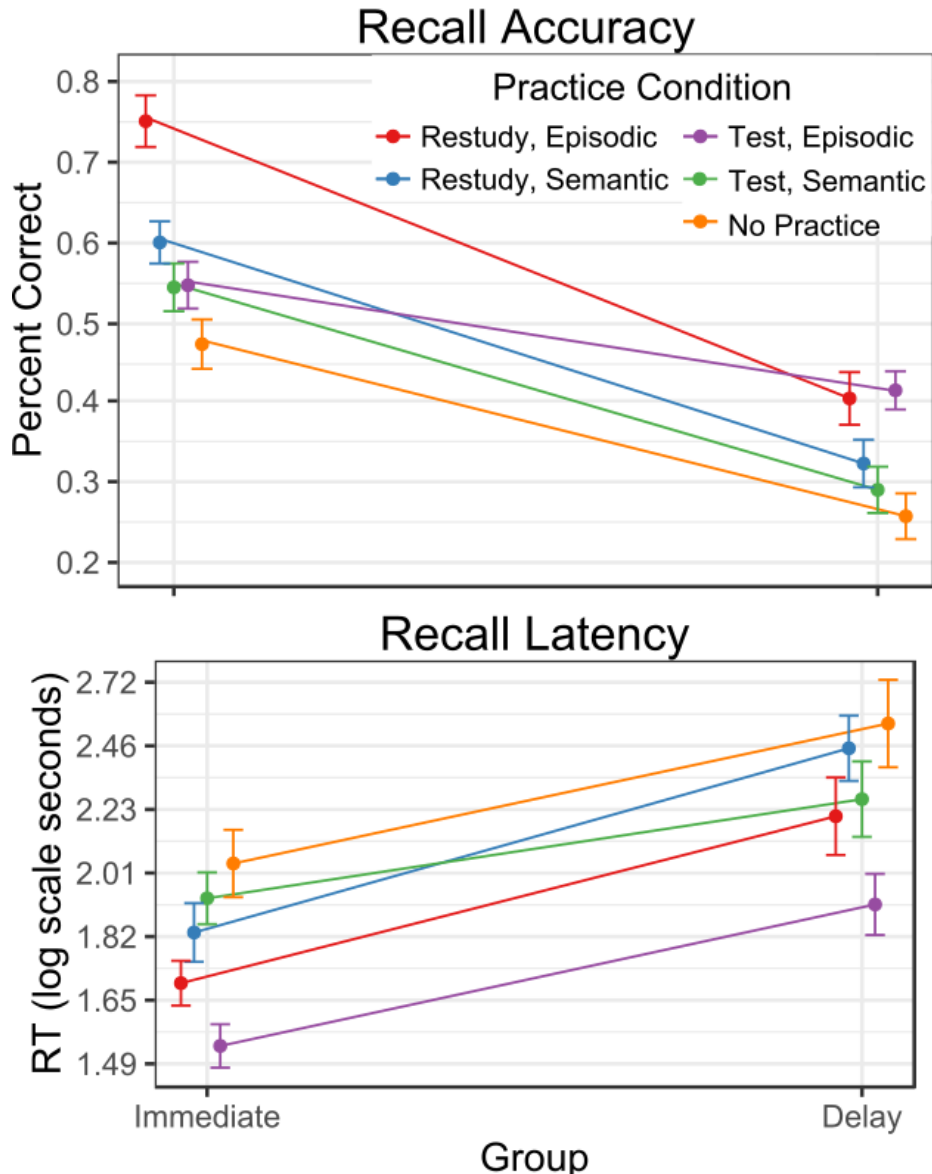 Recall Accuracy
Practice Condition
Restudy, Episodic
Test, Episodic
Restudy, Semantic
Test, Semantic
No Practice
Percent Correct
0.8
0.7
0.6
0.5
0.4
0.3
0.2
Recall Latency
RT (log scale seconds)
2.72
2.46
2.23
2.01
1.82
1.65
1.49
Immediate
Delay
Group